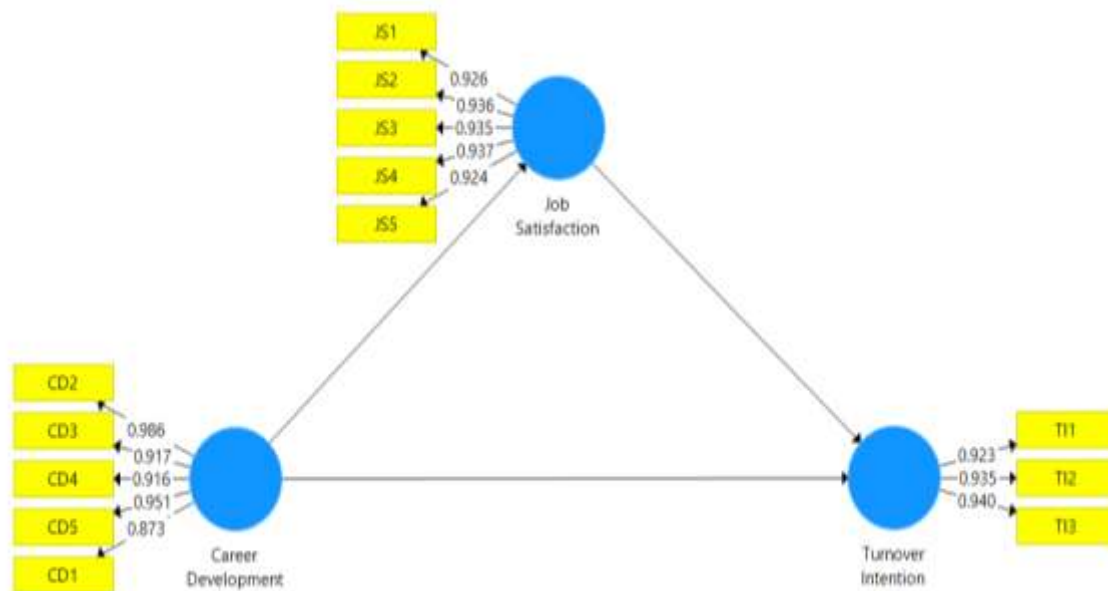 JS1
JS2
JS3
JS4
JS5
0.926
0.936
0.935
0.937
0.924
Job
Satisfaction
CD2
CD3
CD4
CD5
CD1
0.986
0.917
0.916
0.951
0.873
Career
Development
Turnover
Intention
0.923
0.935
0.940
TI1
TI2
TI3